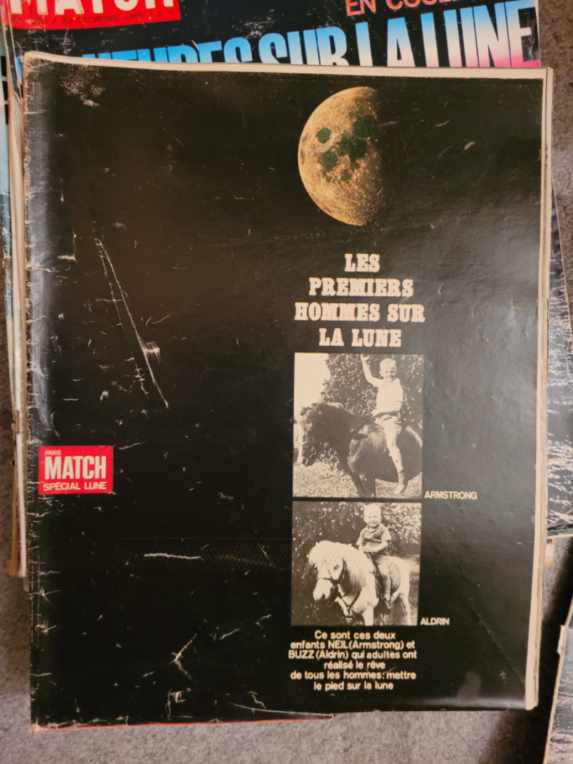 MATCH
EN COUL
SUR LA LUNE
LES
PREMIERS
HOMMES SUR
LA LUNE
ARMSTRONG
PARIS
MATCH
SPÉCIAL LUNE
ALDRIN
Ce sont ces deux
enfants NEIL(Armstrong) et
BUZZ(Aldrin) qui adultes ont
réalisé le rêve
de tous les hommes: mettre
le pied sur la lune